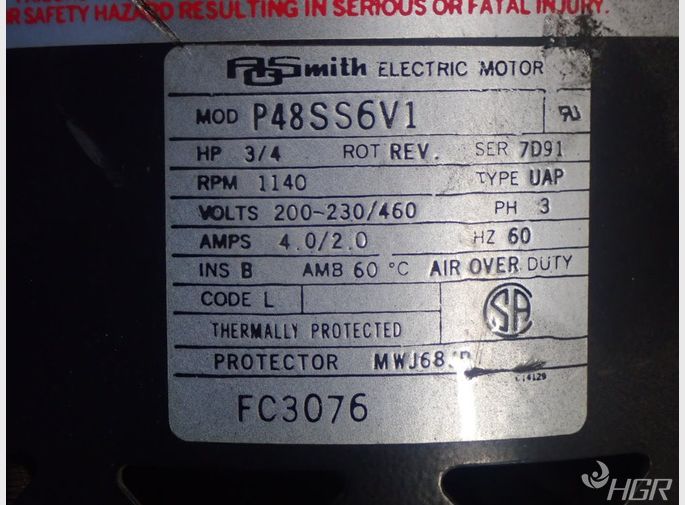 R SAFETY HAZARD RESULTING IN SERIOUS OR FATAL INJURY.
AOSmith ELECTRIC MOTOR
MOD P48SS6V1
HP 3/4 ROT REV. SER 7D91
RPM 1140 TYPE UAP
VOLTS 200-230/460 PH 3
AMPS 4.0/2.0 HZ 60
INS B AMB 60 °C AIR OVER DUTY
CODE L SA
THERMALLY PROTECTED
PROTECTOR
FC3076
HGR